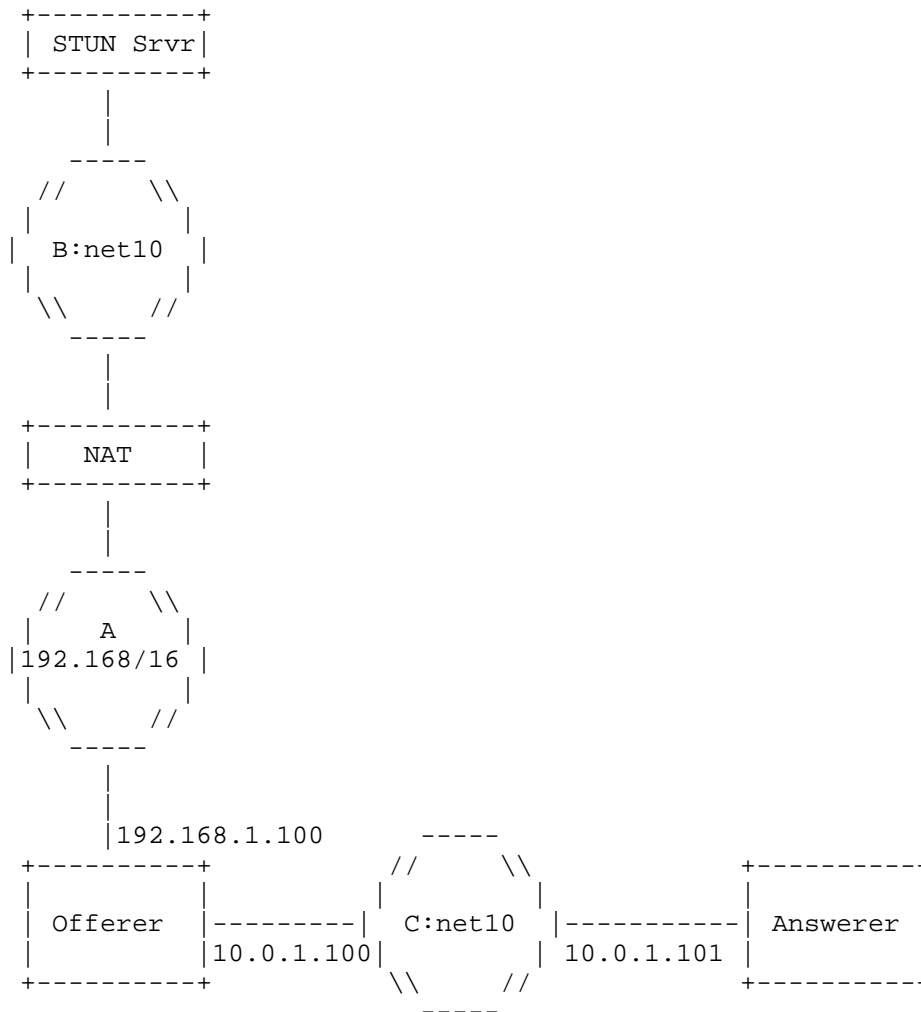 STUN Srvr
B:net10
NAT
A
192.168/16
192.168.1.100
Offerer C:net10 Answerer
10.0.1.100 10.0.1.101